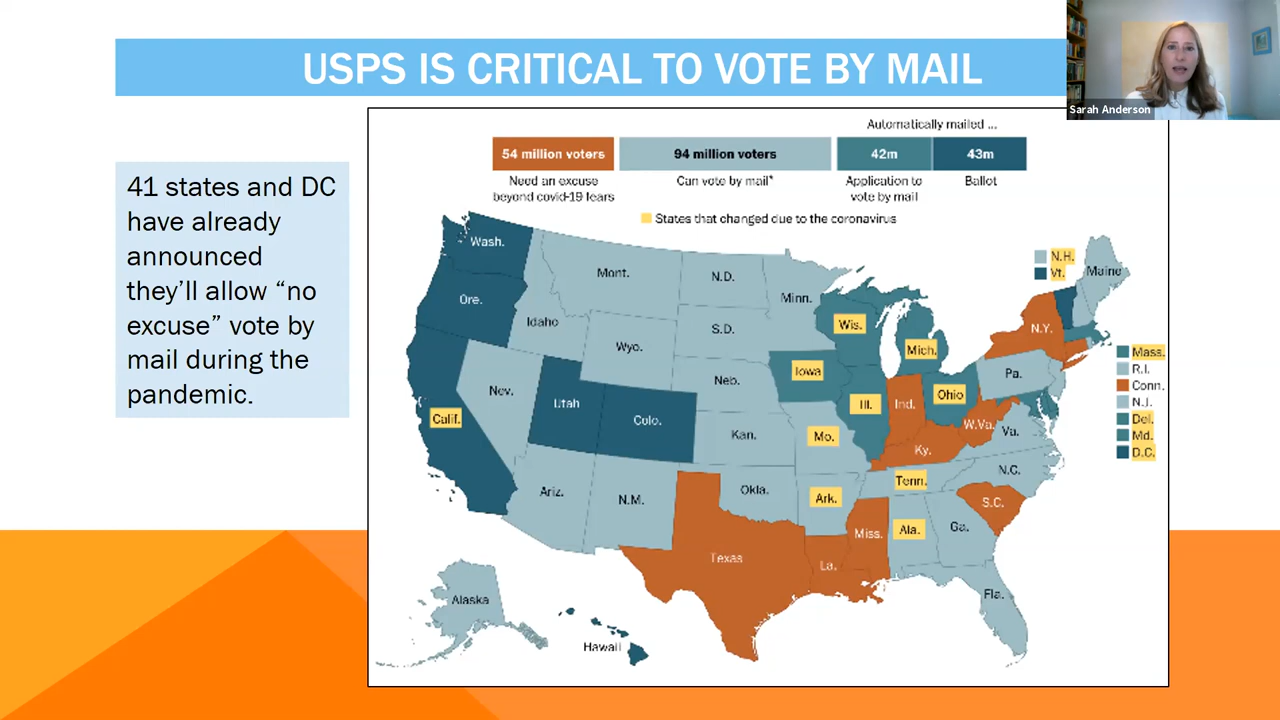 USPS IS CRITICAL TO VOTE BY MAIL
Sarah Anderson
41 states and DC
have already
announced
they'll allow “no
excuse” vote by
mail during the
pandemic.
Automatically mailed ...
54 million voters
94 million voters
42m
43m
Need an excuse
beyond covid-19 fears
Can vote by mail*
Application to
vote by mail
Ballot
States that changed due to the coronavirus
Wash.
Ore.
Calif.
Idaho
Nev.
Mont.
Wyo.
Utah
Colo.
Ariz.
N.M.
N.D.
S.D.
Neb.
Kan.
Okla.
Texas
Minn.
Iowa
Mo.
Ark.
La.
Wis.
Ill.
Mich.
Ind.
Ohio
Ky.
Tenn.
Miss.
Ala.
Ga.
Fla.
S.C.
N.C.
Va.
W.Va.
Pa.
N.Y.
Maine
N.H.
Vt.
Mass.
R.I.
Conn.
N.J.
Del.
Md.
D.C.
Alaska
Hawaii